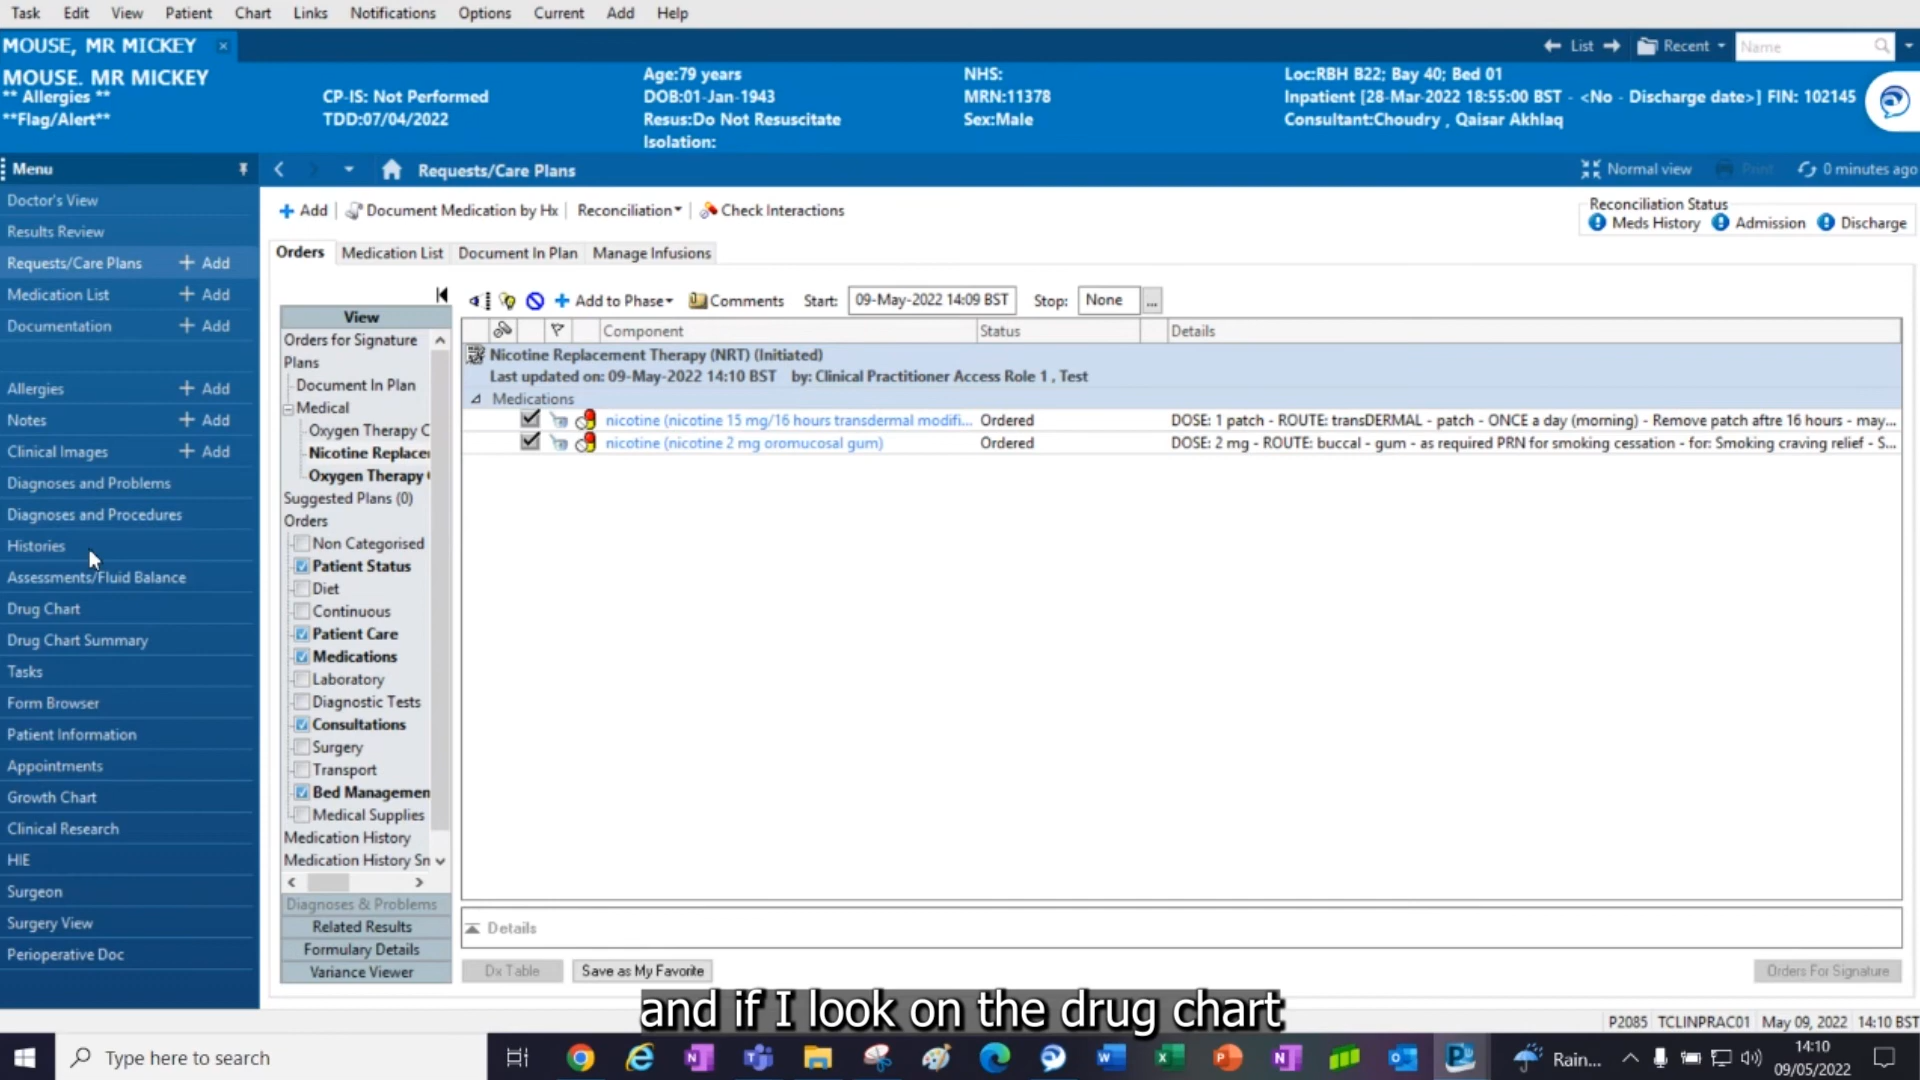 Task Edit View Patient Chart Links Notifications Options Current Add Help
MOUSE, MR MICKEY ×
List Recent Name
MOUSE. MR MICKEY
** Allergies **
**Flag/Alert**
CP-IS: Not Performed
TDD:07/04/2022
Age:79 years
DOB:01-Jan-1943
Resus:Do Not Resuscitate
Isolation:
NHS:
MRN:11378
Sex:Male
Loc:RBH B22; Bay 40; Bed 01
Inpatient [28-Mar-2022 18:55:00 BST - <No - Discharge date>] FIN: 102145
Consultant:Choudry , Qaisar Akhlaq
Menu
Requests/Care Plans
Normal view Print 0 minutes ago
Doctor's View
Results Review
Requests/Care Plans + Add
Medication List + Add
Documentation + Add
Allergies + Add
Notes + Add
Clinical Images + Add
Diagnoses and Problems
Diagnoses and Procedures
Histories
Assessments/Fluid Balance
Drug Chart
Drug Chart Summary
Tasks
Form Browser
Patient Information
Appointments
Growth Chart
Clinical Research
HIE
Surgeon
Surgery View
Perioperative Doc
+ Add Document Medication by Hx Reconciliation Check Interactions
Reconciliation Status
Meds History Admission Discharge
Orders Medication List Document In Plan Manage Infusions
+ Add to Phase Comments Start: 09-May-2022 14:09 BST Stop: None ...
View
Orders for Signature
Plans
Document In Plan
Medical
Oxygen Therapy C
Nicotine Replace
Oxygen Therapy
Suggested Plans (0)
Orders
Non Categorised
Patient Status
Diet
Continuous
Patient Care
Medications
Laboratory
Diagnostic Tests
Consultations
Surgery
Transport
Bed Managemen
Medical Supplies
Medication History
Medication History Sn
Diagnoses & Problems
Related Results
Formulary Details
Variance Viewer
Component Status Details
Nicotine Replacement Therapy (NRT) (Initiated)
Last updated on: 09-May-2022 14:10 BST by: Clinical Practitioner Access Role 1 , Test
Medications
nicotine (nicotine 15 mg/16 hours transdermal modifi... Ordered DOSE: 1 patch - ROUTE: transDERMAL - patch - ONCE a day (morning) - Remove patch aftre 16 hours - may...
nicotine (nicotine 2 mg oromucosal gum) Ordered DOSE: 2 mg - ROUTE: buccal - gum - as required PRN for smoking cessation - for: Smoking craving relief - S...
Details
Dx Table Save as My Favorite Orders For Signature
and if I look on the drug chart
P2085 TCLINPRAC01 May 09, 2022 14:10 BST
Type here to search
Rain...
14:10
09/05/2022